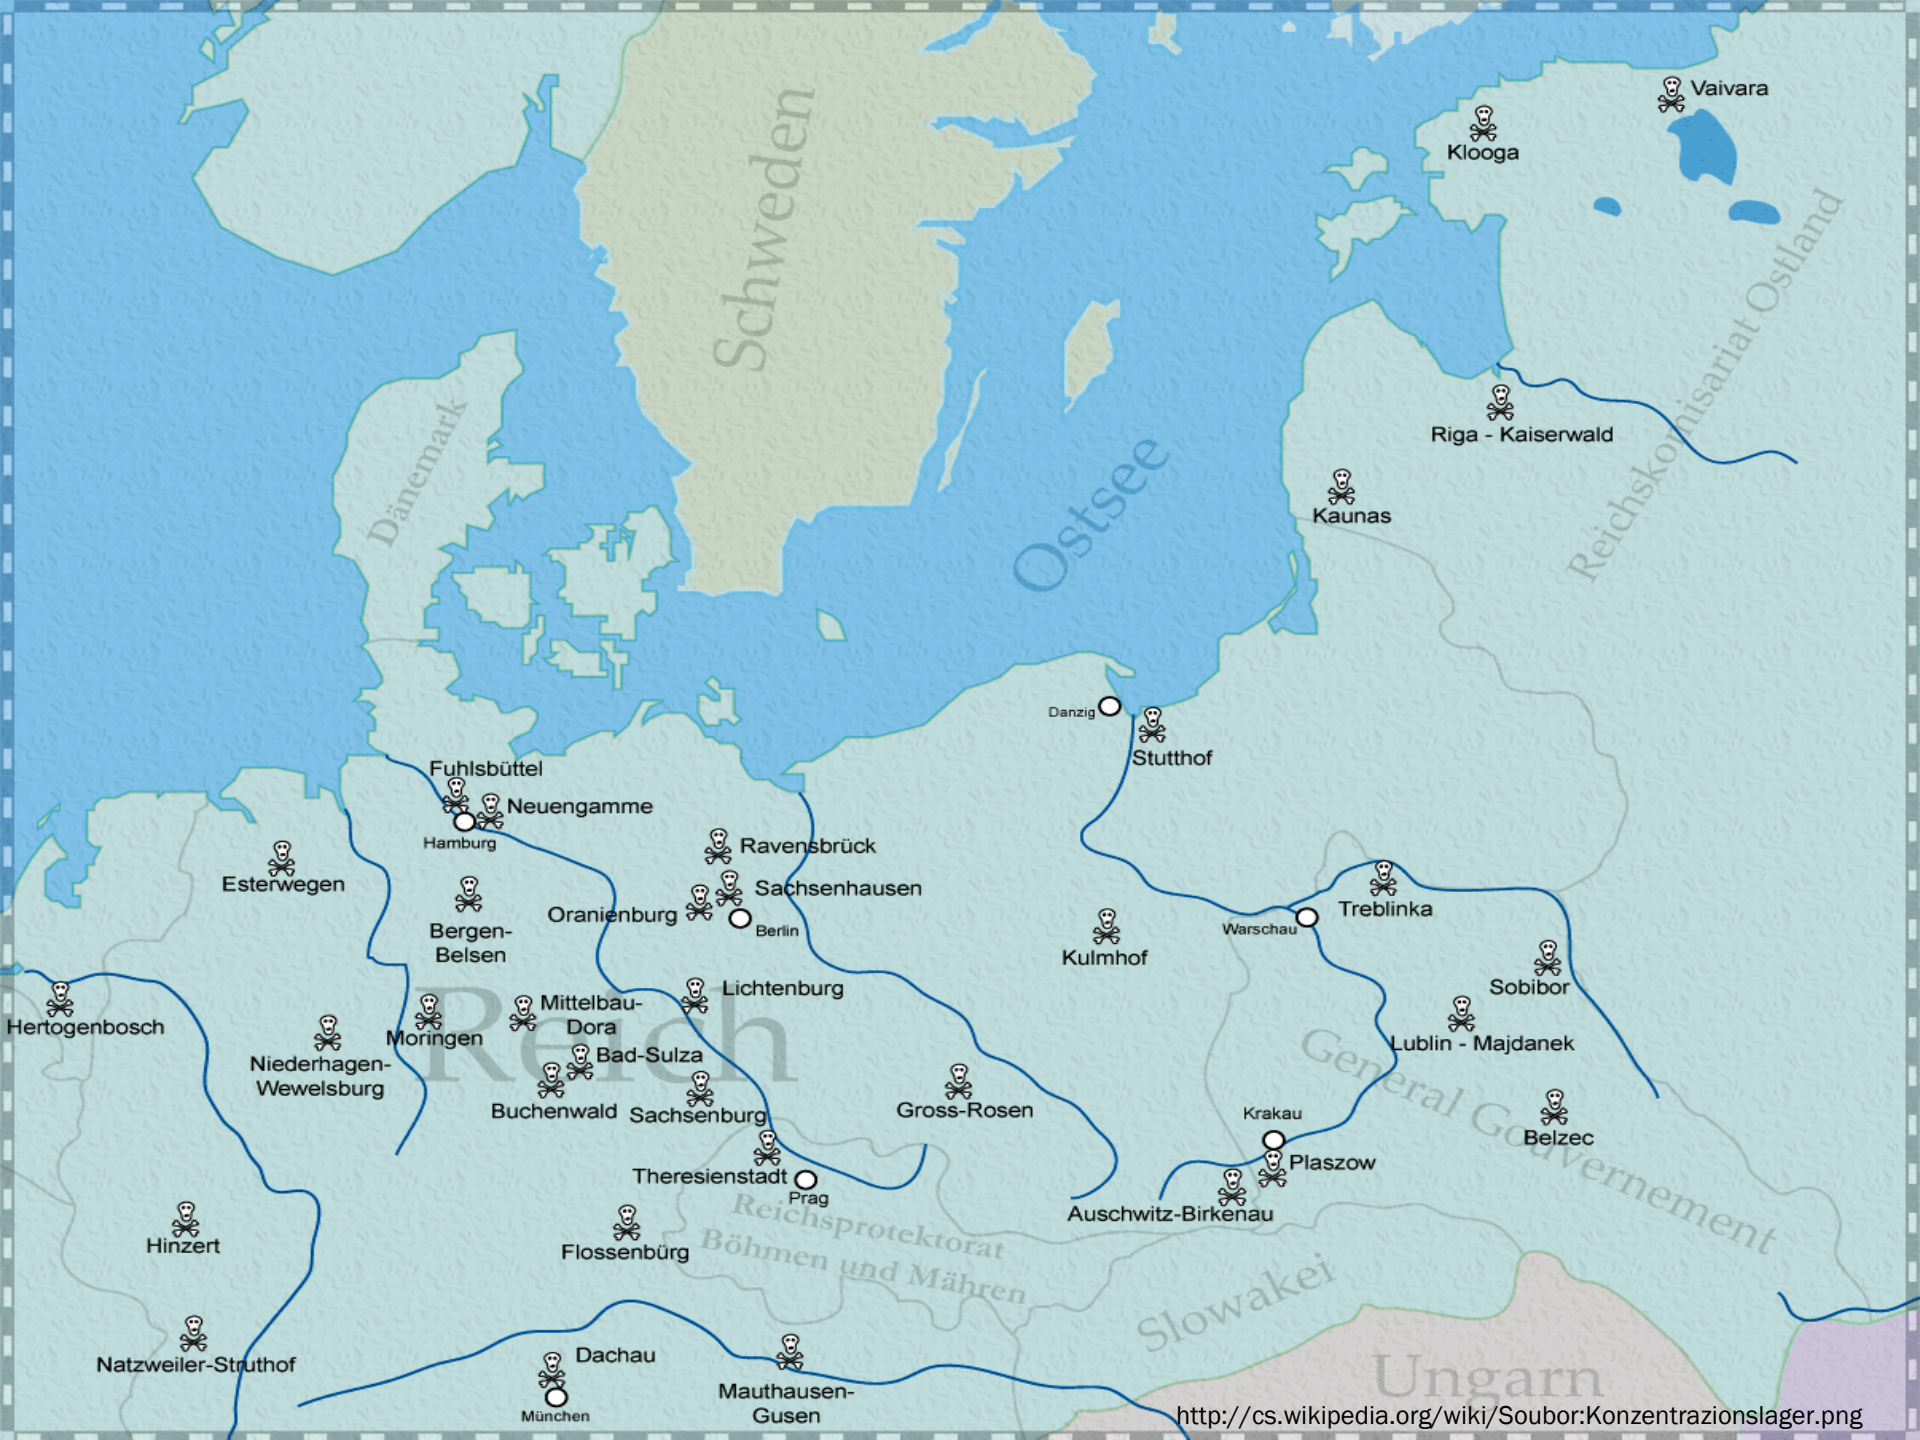 Schweden
Vaivara
Klooga
Reichskomisariat Ostland
Dänemark
Riga - Kaiserwald
Ostsee
Kaunas
Danzig
Stutthof
Fuhlsbüttel
Neuengamme
Hamburg
Ravensbrück
Esterwegen
Sachsenhausen
Oranienburg
Berlin
Bergen-
Belsen
Treblinka
Warschau
Kulmhof
Sobibor
Lichtenburg
Hertogenbosch
Mittelbau-
Dora
Moringen
Reich
Lublin - Majdanek
Niederhagen-
Wewelsburg
Bad-Sulza
Buchenwald
Sachsenburg
Gross-Rosen
General Gouvernement
Krakau
Belzec
Plaszow
Theresienstadt
Prag
Auschwitz-Birkenau
Reichsprotektorat
Böhmen und Mähren
Hinzert
Flossenbürg
Slowakei
Natzweiler-Struthof
Dachau
München
Mauthausen-
Gusen
Ungarn
http://cs.wikipedia.org/wiki/Soubor:Konzentrazionslager.png